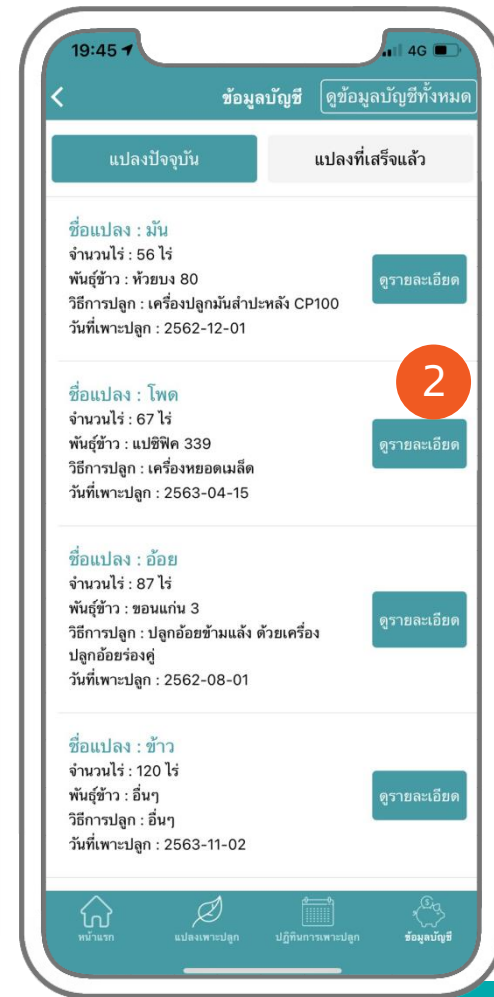 19:45
4G
ข้อมูลบัญชี
ดูข้อมูลบัญชีทั้งหมด
แปลงปัจจุบัน
แปลงที่เสร็จแล้ว
ชื่อแปลง : มัน
จำนวนไร่ : 56 ไร่
พันธุ์ข้าว : ห้วยบง 80
วิธีการปลูก : เครื่องปลูกมันสำปะหลัง CP100
วันที่เพาะปลูก : 2562-12-01
ดูรายละเอียด
2
ชื่อแปลง : โพด
จำนวนไร่ : 67 ไร่
พันธุ์ข้าว : แปซิฟิค 339
วิธีการปลูก : เครื่องหยอดเมล็ด
วันที่เพาะปลูก : 2563-04-15
ดูรายละเอียด
ชื่อแปลง : อ้อย
จำนวนไร่ : 87 ไร่
พันธุ์ข้าว : ขอนแก่น 3
วิธีการปลูก : ปลูกอ้อยข้ามแล้ง ด้วยเครื่อง
ปลูกอ้อยร่องคู่
วันที่เพาะปลูก : 2562-08-01
ดูรายละเอียด
ชื่อแปลง : ข้าว
จำนวนไร่ : 120 ไร่
พันธุ์ข้าว : อื่นๆ
วิธีการปลูก : อื่นๆ
วันที่เพาะปลูก : 2563-11-02
ดูรายละเอียด
หน้าแรก
แปลงเพาะปลูก
ปฏิทินการเพาะปลูก
ข้อมูลบัญชี